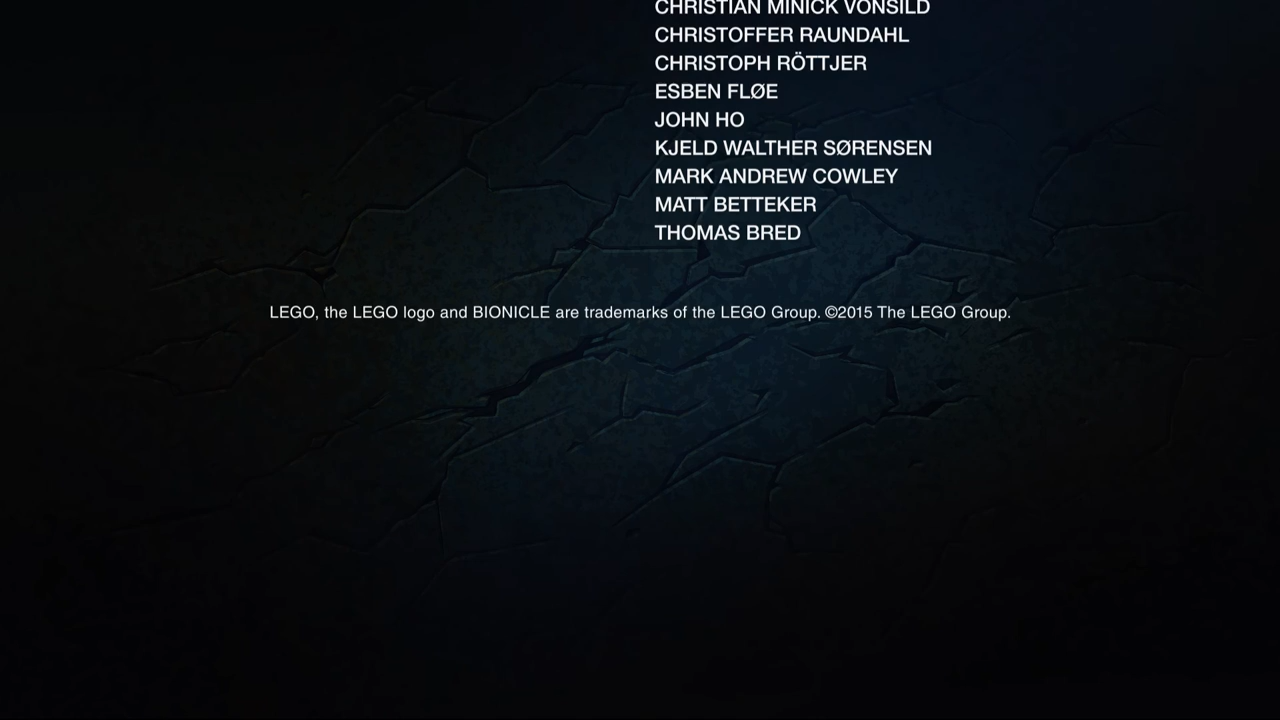 CHRISTIAN MINICK VONSILD
CHRISTOFFER RAUNDAHL
CHRISTOPH RÖTTJER
ESBEN FLØE
JOHN HO
KJELD WALTHER SØRENSEN
MARK ANDREW COWLEY
MATT BETTEKER
THOMAS BRED
LEGO, the LEGO logo and BIONICLE are trademarks of the LEGO Group. ©2015 The LEGO Group.